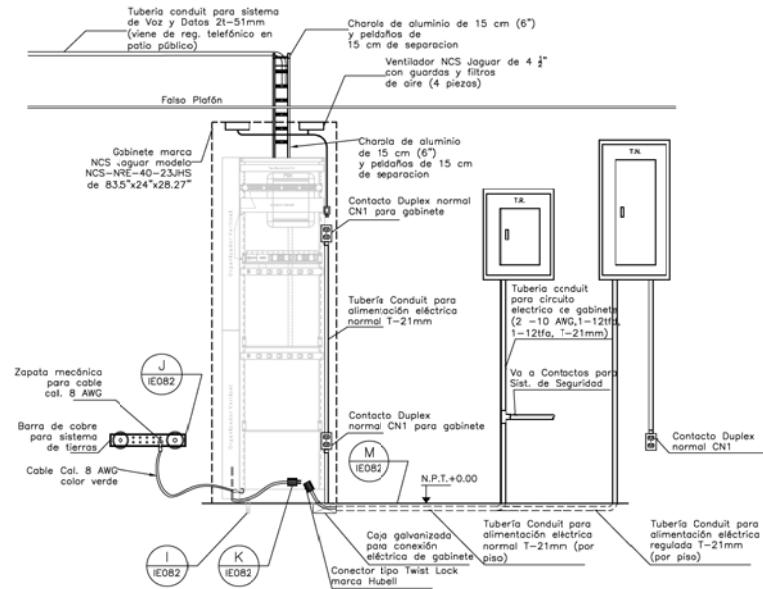 Tubería conduit para sistema
de Voz y Datos 2t-51mm
(viene de reg. telefónico en
patio público)
Charola de aluminio de 15 cm (6")
y peldaños de
15 cm de separacion
Ventilador NCS Jaguar de 4 ½"
con guardas y filtros
de aire (4 piezas)
Falso Plafón
Gabinete marca
NCS Jaguar modelo
NCS-NRE-40-23JHS
de 83.5"x24"x28.27"
Charola de aluminio
de 15 cm (6")
y peldaños de 15 cm
de separacion
T.R.
T.N.
Contacto Duplex normal
CN1 para gabinete
Organizador Vertical
Tubería Conduit para
alimentación eléctrica
normal T-21mm
Tubería conduit
para circuito
electrico de gabinete
(2 -10 AWG,1-12tfd,
1-12tfa, T-21mm)
Va a Contactos para
Sist. de Seguridad
Zapata mecánica
para cable
cal. 8 AWG
J
IE082
Barra de cobre
para sistema
de tierras
Organizador Vertical
Contacto Duplex
normal CN1 para gabinete
Contacto Duplex
normal CN1
Cable Cal. 8 AWG
color verde
M
IE082
N.P.T.+0.00
I
IE082
K
IE082
Caja galvanizada
para conexión
eléctrica de gabinete
Conector tipo Twist Lock
marca Hubell
Tubería Conduit para
alimentación eléctrica
normal T-21mm (por
piso)
Tubería Conduit para
alimentación eléctrica
regulada T-21mm
(por piso)